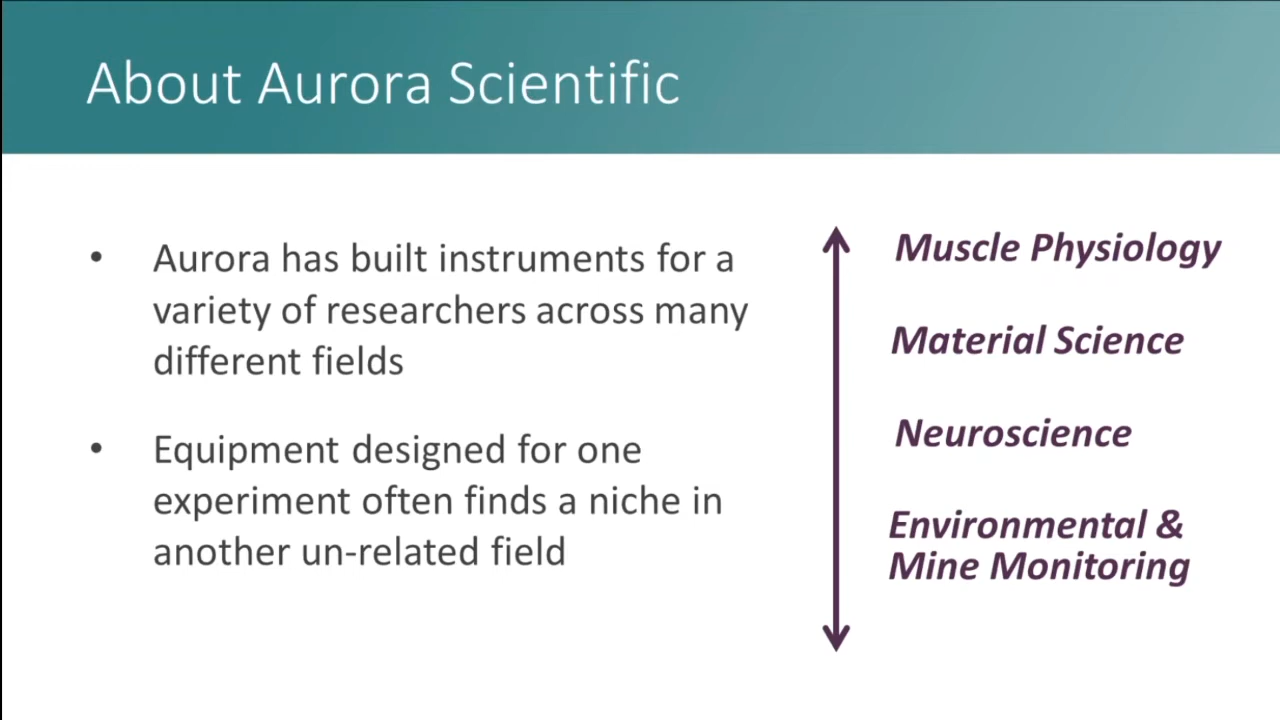 About Aurora Scientific
• Aurora has built instruments for a
variety of researchers across many
different fields
• Equipment designed for one
experiment often finds a niche in
another un-related field
Muscle Physiology
Material Science
Neuroscience
Environmental &
Mine Monitoring